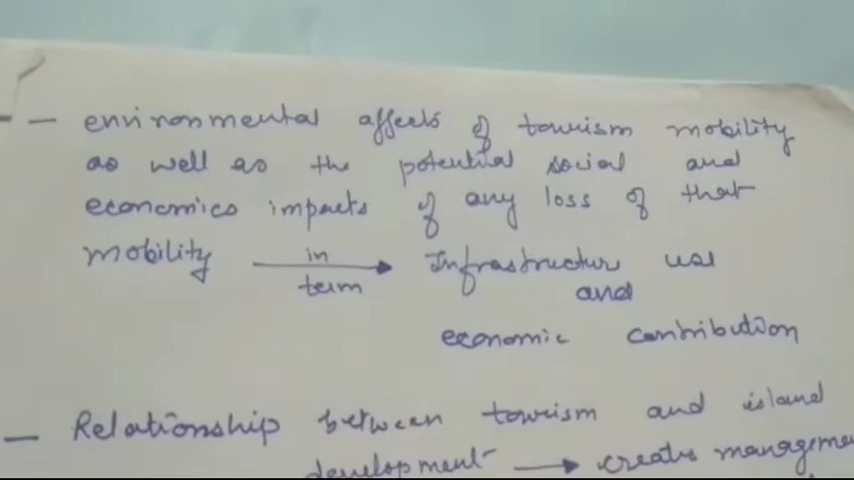 - environmental affects of tourism mobility
as well as the potential social and
economics impacts of any loss of that
mobility in term → Infrastructur use
and
economic contribution
- Relationship between tourism and island
development → creates manageme